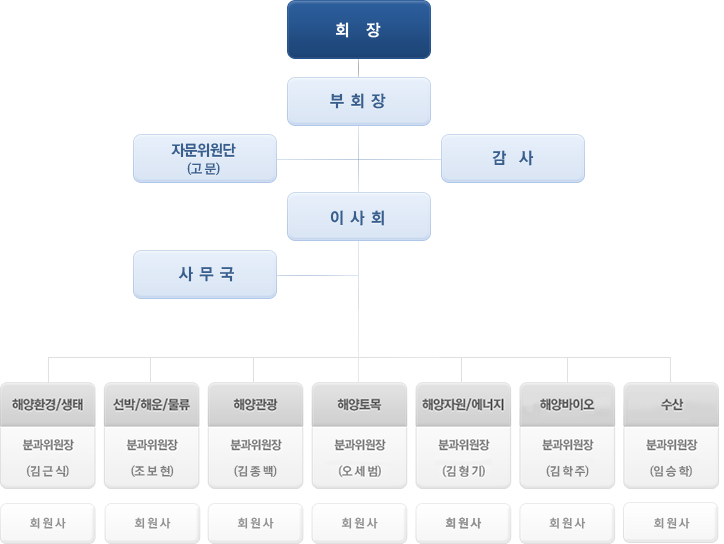 회 장
부 회 장
자문위원단
(고 문)
감 사
이 사 회
사 무 국
해양환경/생태
선박/해운/물류
해양관광
해양토목
해양자원/에너지
해양바이오
수산
분과위원장
(김 근 식)
분과위원장
(조 보 현)
분과위원장
(김 종 백)
분과위원장
(오 세 범)
분과위원장
(김 형 기)
분과위원장
(김 학 주)
분과위원장
(임 승 학)
회 원 사
회 원 사
회 원 사
회 원 사
회 원 사
회 원 사
회 원 사